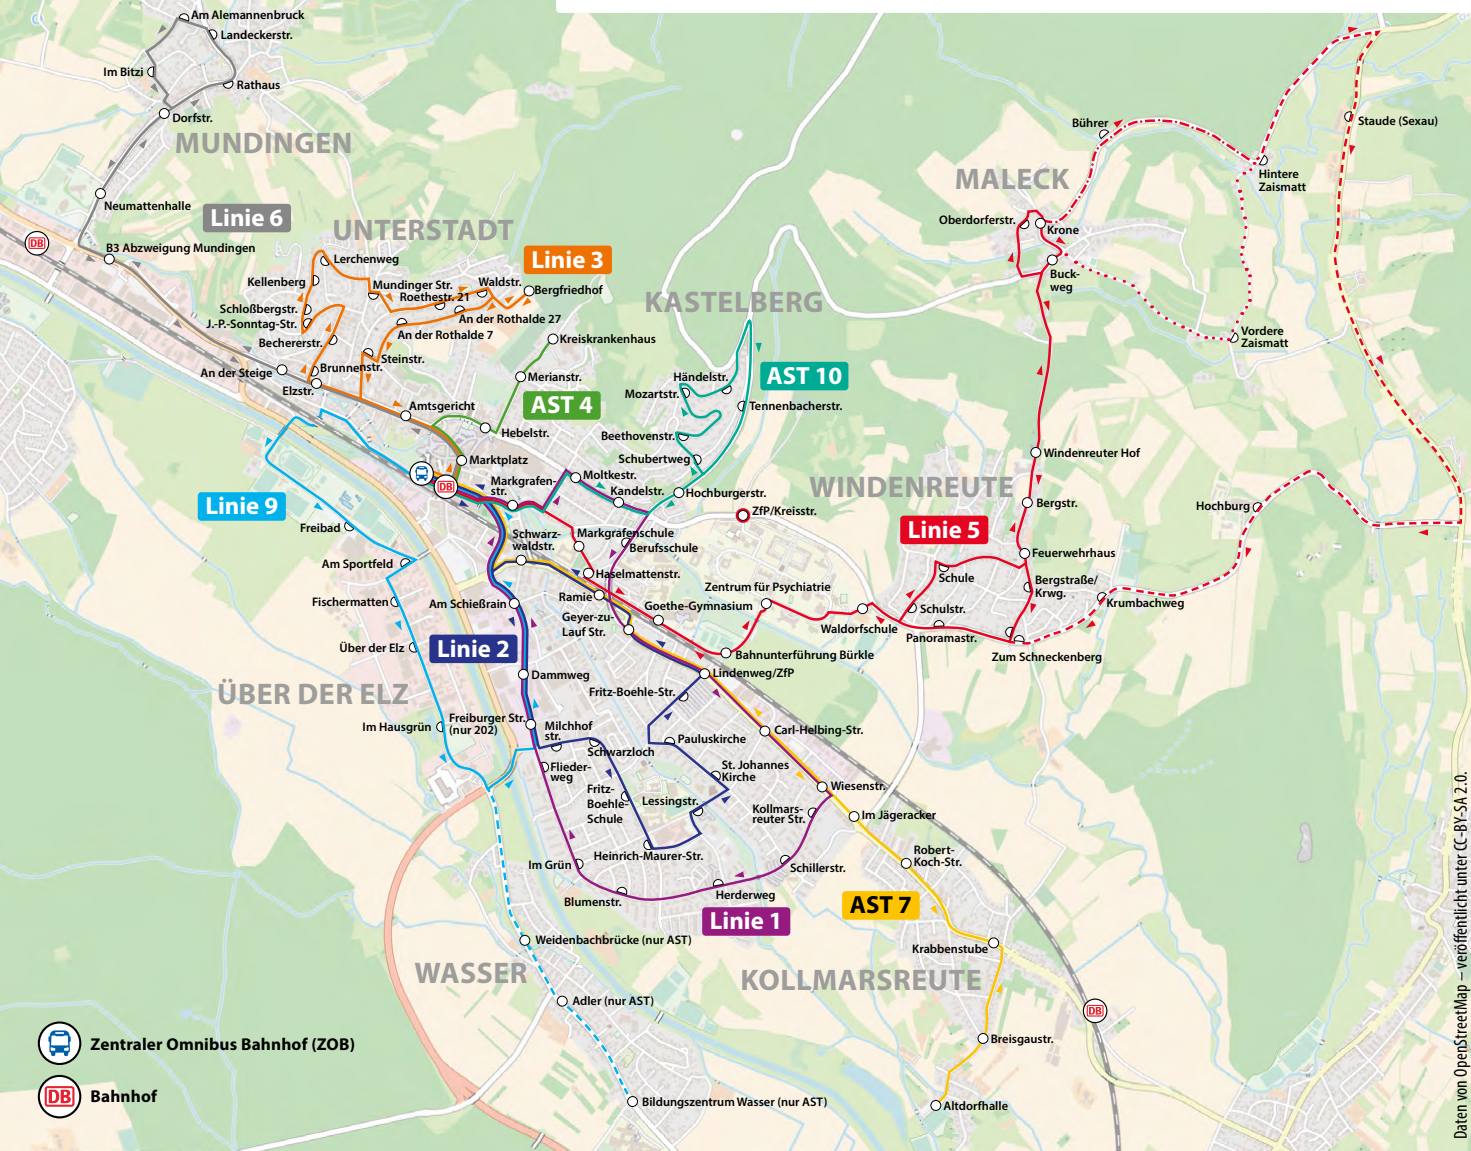 Am Alemannenbruck
Landeckerstr.
Im Bitzi
Rathaus
Dorfstr.
MUNDINGEN
Neumattenhalle
Linie 6
DB
B3 Abzweigung Mundingen
UNTERSTADT
Lerchenweg
Linie 3
Kellenberg
Mundinger Str.
Waldstr.
Roethestr. 21
Bergfriedhof
Schloßbergstr.
J.-P.-Sonntag-Str.
An der Rothalde 27
An der Rothalde 7
Bechererstr.
Kreiskrankenhaus
Steinstr.
Brunnenstr.
An der Steige
Elzstr.
Merianstr.
AST 4
Amtsgericht
Hebelstr.
Marktplatz
DB
KASTELBERG
AST 10
Händelstr.
Mozartstr.
Tennenbacherstr.
Beethovenstr.
Schubertweg
Moltkestr.
Markgrafen-
str.
Kandelstr.
Hochburgerstr.
ZfP/Kreisstr.
MALECK
Bührer
Staude (Sexau)
Hintere
Zaismatt
Oberdorferstr.
Krone
Buck-
weg
Vordere
Zaismatt
Windenreuter Hof
WINDENREUTE
Bergstr.
Hochburg
Linie 5
Feuerwehrhaus
Schule
Bergstraße/
Krwg.
Krumbachweg
Schulstr.
Panoramastr.
Zum Schneckenberg
Waldorfschule
Zentrum für Psychiatrie
Goethe-Gymnasium
Bahnunterführung Bürkle
Linie 9
Freibad
Am Sportfeld
Fischermatten
Über der Elz
ÜBER DER ELZ
Im Hausgrün
Schwarz-
waldstr.
Markgrafenschule
Berufsschule
Haselmattenstr.
Ramie
Geyer-zu-
Lauf Str.
Am Schießrain
Linie 2
Dammweg
Lindenweg/ZfP
Fritz-Boehle-Str.
Freiburger Str.
(nur 202)
Milchhof
str.
Schwarzloch
Pauluskirche
Carl-Helbing-Str.
Flieder-
weg
St. Johannes
Kirche
Fritz-
Boehle-
Schule
Lessingstr.
Kollmars-
reuter Str.
Wiesenstr.
Im Jägeracker
Heinrich-Maurer-Str.
Im Grün
Schillerstr.
Robert-
Koch-Str.
Blumenstr.
Herderweg
Linie 1
AST 7
Krabbenstube
Weidenbachbrücke (nur AST)
WASSER
KOLLMARSREUTE
Adler (nur AST)
DB
Breisgaustr.
Bildungszentrum Wasser (nur AST)
Altdorfhalle
Zentraler Omnibus Bahnhof (ZOB)
DB
Bahnhof
Daten von OpenStreetMap – veröffentlicht unter CC-BY-SA 2.0.